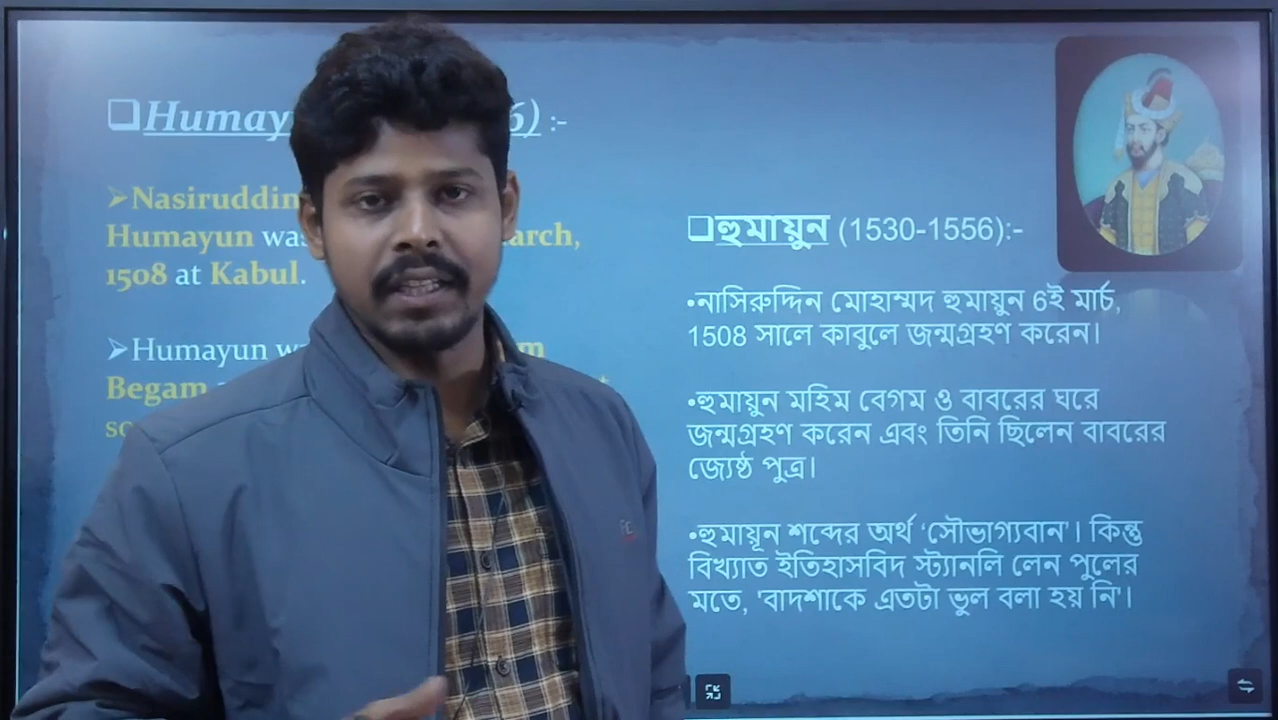 Humay 6) :-
Nasiruddin
Humayun was arch,
1508 at Kabul.
Humayun
Begam
হুমায়ুন (1530-1556):-
•নাসিরুদ্দিন মোহাম্মদ হুমায়ুন 6ই মার্চ,
1508 সালে কাবুলে জন্মগ্রহণ করেন।
•হুমায়ুন মহিম বেগম ও বাবরের ঘরে
জন্মগ্রহণ করেন এবং তিনি ছিলেন বাবরের
জ্যেষ্ঠ পুত্র।
•হুমায়ূন শব্দের অর্থ ‘সৌভাগ্যবান’। কিন্তু
বিখ্যাত ইতিহাসবিদ স্ট্যানলি লেন পুলের
মতে, 'বাদশাকে এতটা ভুল বলা হয় নি'।